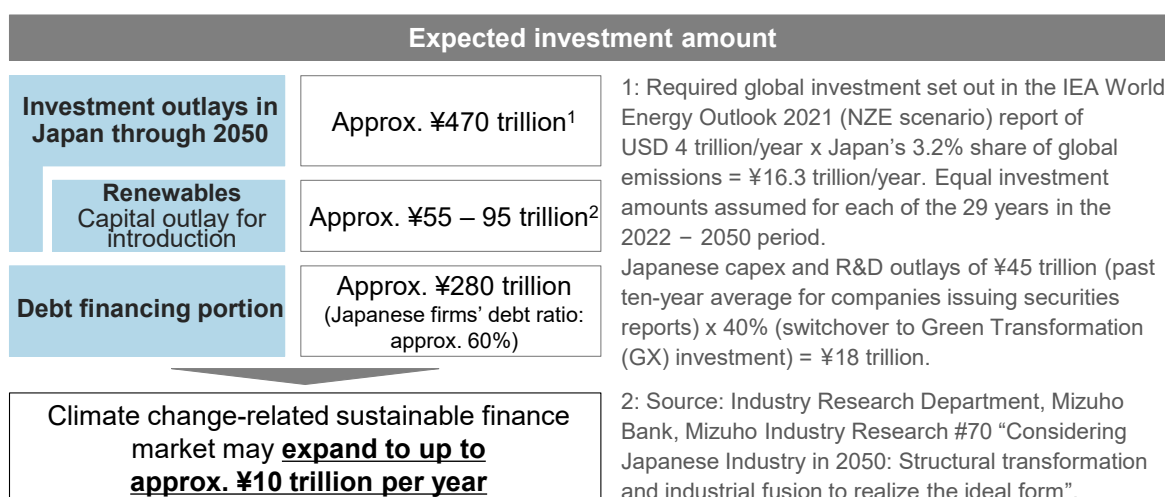 Expected investment amount
Investment outlays in
Japan through 2050
Approx. ¥470 trillion1
Renewables
Capital outlay for
introduction
Approx. ¥55 – 95 trillion2
Debt financing portion
Approx. ¥280 trillion
(Japanese firms' debt ratio:
approx. 60%)
Climate change-related sustainable finance
market may expand to up to
approx. ¥10 trillion per year
1: Required global investment set out in the IEA World
Energy Outlook 2021 (NZE scenario) report of
USD 4 trillion/year x Japan's 3.2% share of global
emissions = ¥16.3 trillion/year. Equal investment
amounts assumed for each of the 29 years in the
2022 – 2050 period.
Japanese capex and R&D outlays of ¥45 trillion (past
ten-year average for companies issuing securities
reports) x 40% (switchover to Green Transformation
(GX) investment) = ¥18 trillion.
2: Source: Industry Research Department, Mizuho
Bank, Mizuho Industry Research #70 “Considering
Japanese Industry in 2050: Structural transformation
and industrial fusion to realize the ideal form”.